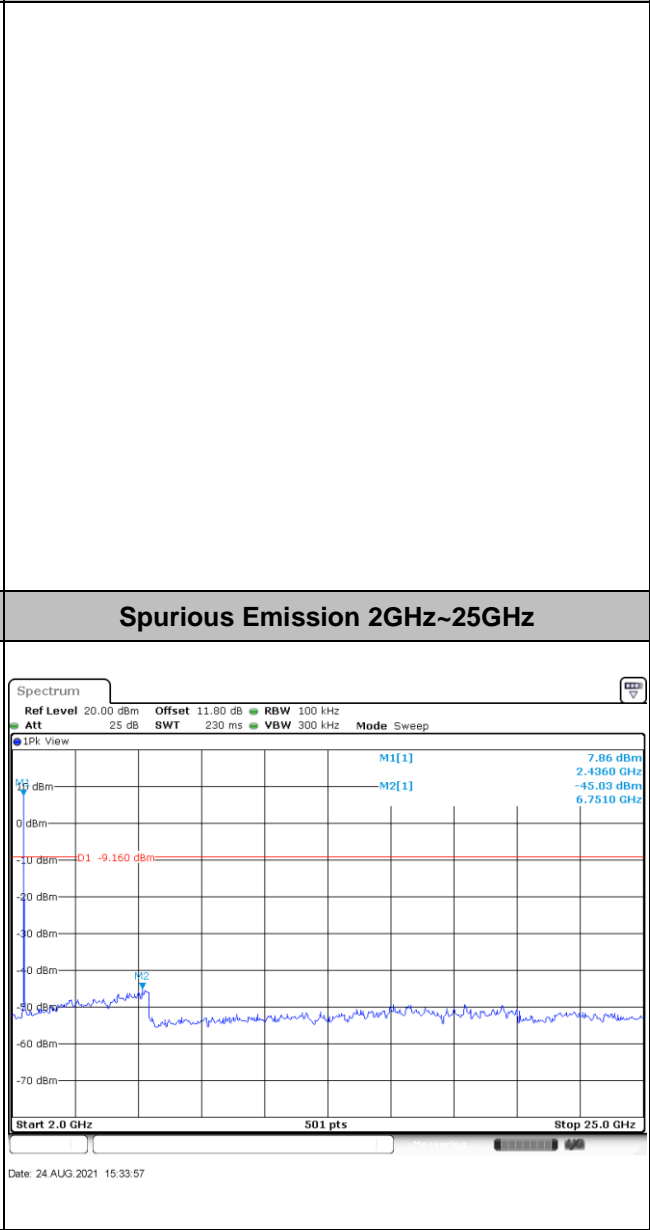 Spurious Emission 2GHz~25GHz
Spectrum
Ref Level 20.00 dBm Offset 11.80 dB RBW 100 kHz
Att 25 dB SWT 230 ms VBW 300 kHz Mode Sweep
1Pk View
M1[1] 7.86 dBm
2.4360 GHz
M1
10 dBm
M2[1] -45.03 dBm
6.7510 GHz
0 dBm
-10 dBm
D1 -9.160 dBm
-20 dBm
-30 dBm
-40 dBm
M2
-50 dBm
-60 dBm
-70 dBm
Start 2.0 GHz 501 pts Stop 25.0 GHz
Date: 24.AUG.2021 15:33:57